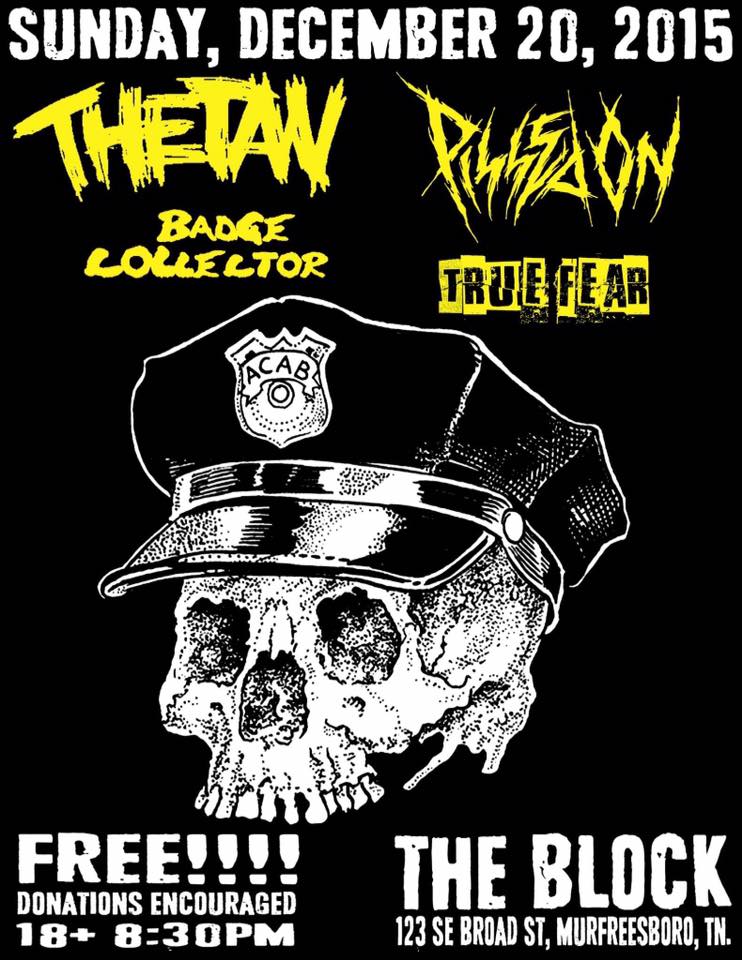 SUNDAY, DECEMBER 20, 2015
THETAN
PISSED ON
BADGE
COLLECTOR
TRUE FEAR
ACAB
FREE!!!!
DONATIONS ENCOURAGED
18+ 8:30PM
THE BLOCK
123 SE BROAD ST, MURFREESBORO, TN.